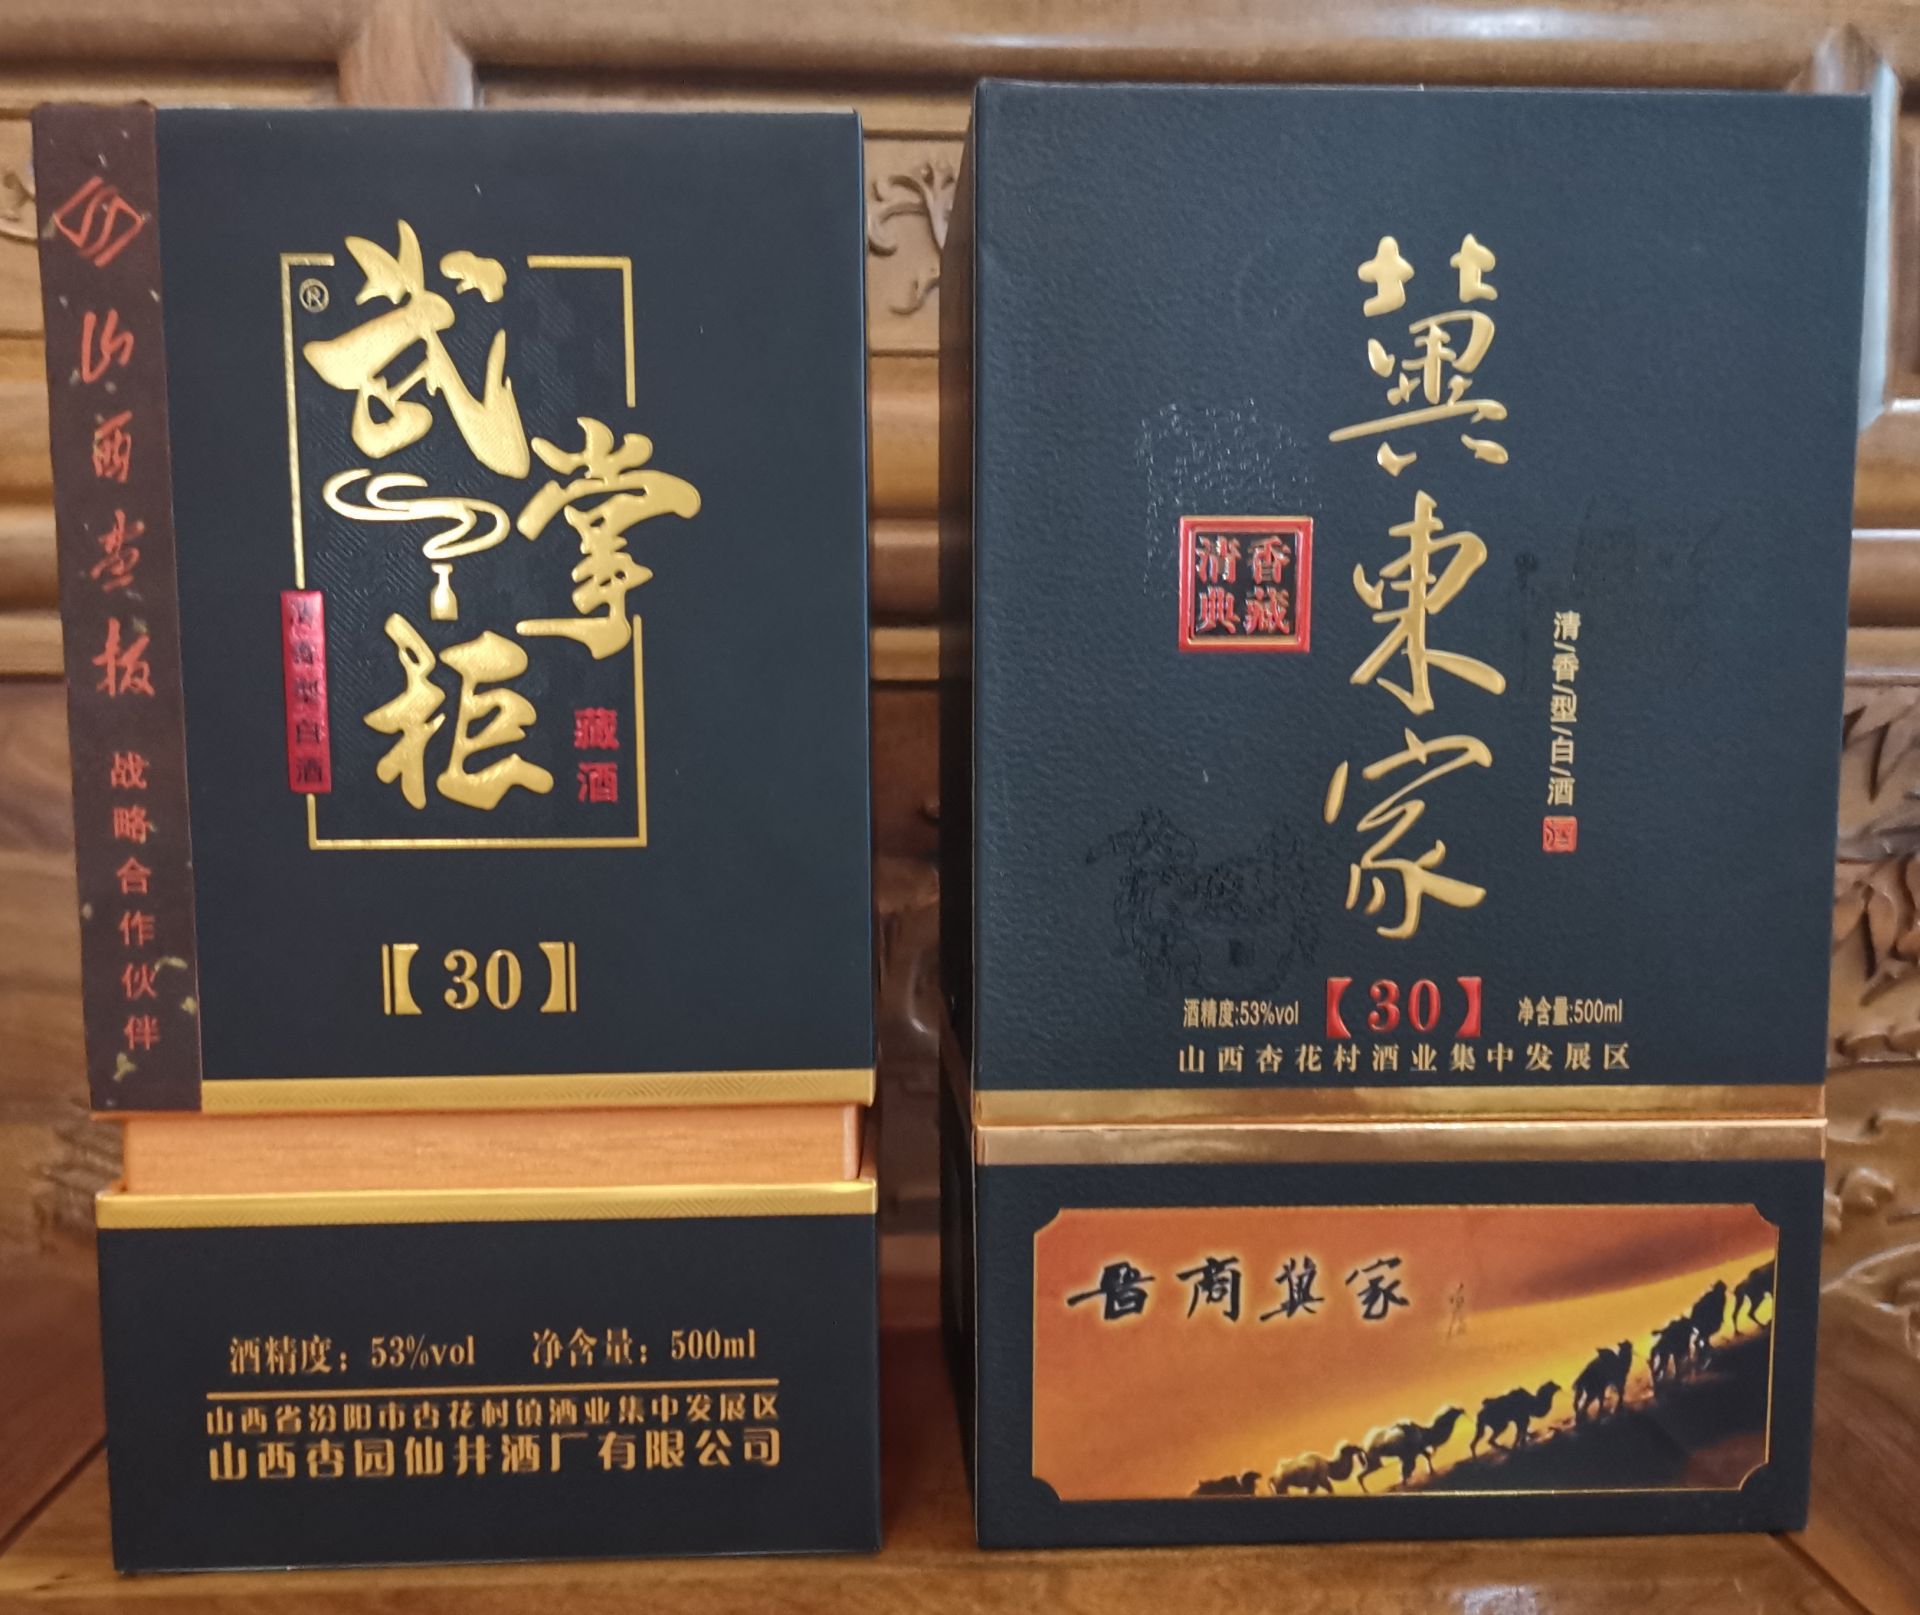 山西老板 战略合作伙伴
®
武掌柜
清香型白酒
藏酒
【30】
酒精度：53%vol 净含量：500ml
山西省汾阳市杏花村镇酒业集中发展区
山西杏园仙井酒厂有限公司
冀東家
清香
典藏
清/香/型/白/酒
酒
酒精度:53%vol 【30】 净含量:500ml
山西杏花村酒业集中发展区
晋商冀家